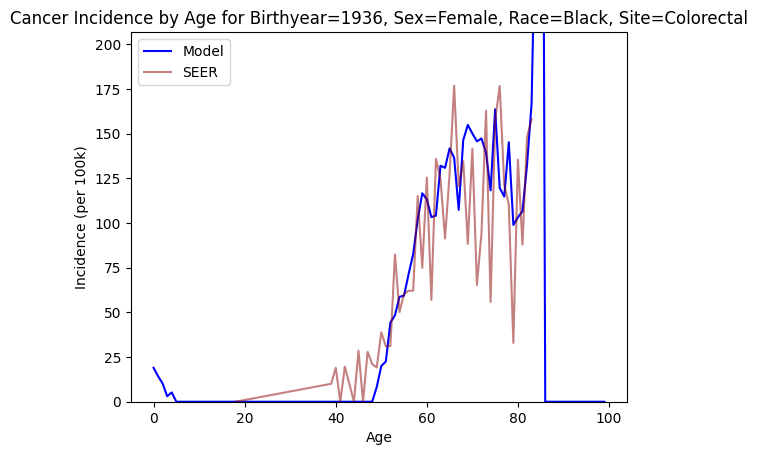 Cancer Incidence by Age for Birthyear=1936, Sex=Female, Race=Black, Site=Colorectal
Model
SEER
Incidence (per 100k)
200
175
150
125
100
75
50
25
0
0 20 40 60 80 100
Age